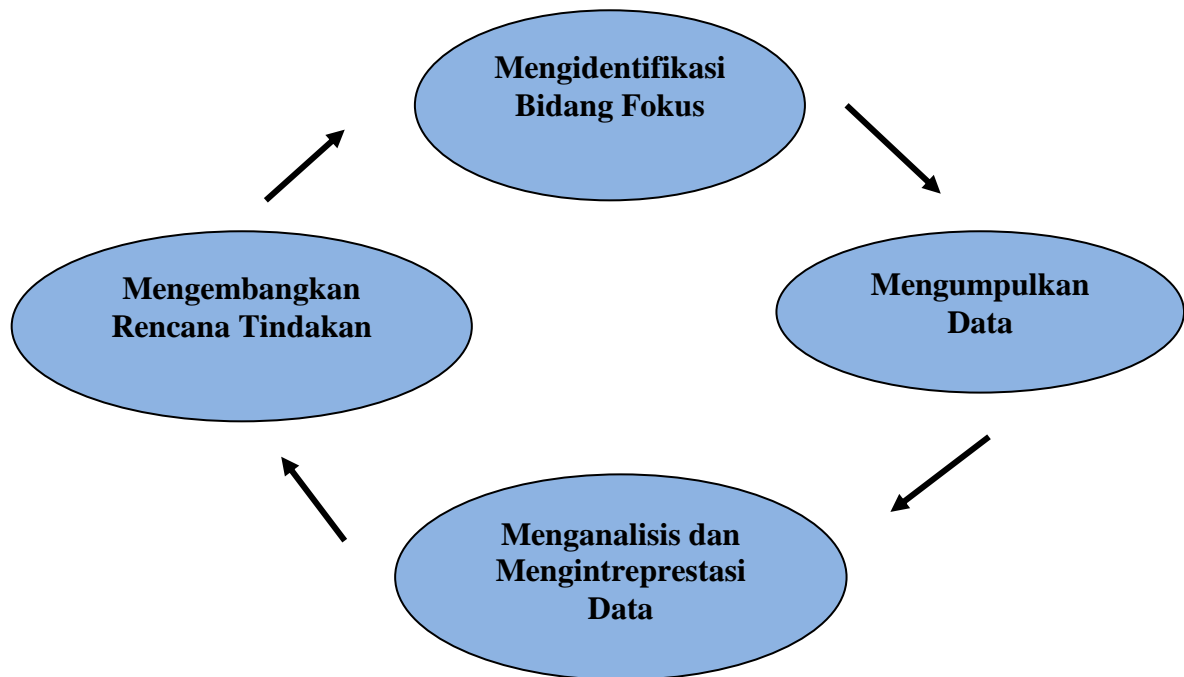 Mengidentifikasi
Bidang Fokus
Mengumpulkan
Data
Menganalisis dan
Mengintreprestasi
Data
Mengembangkan
Rencana Tindakan